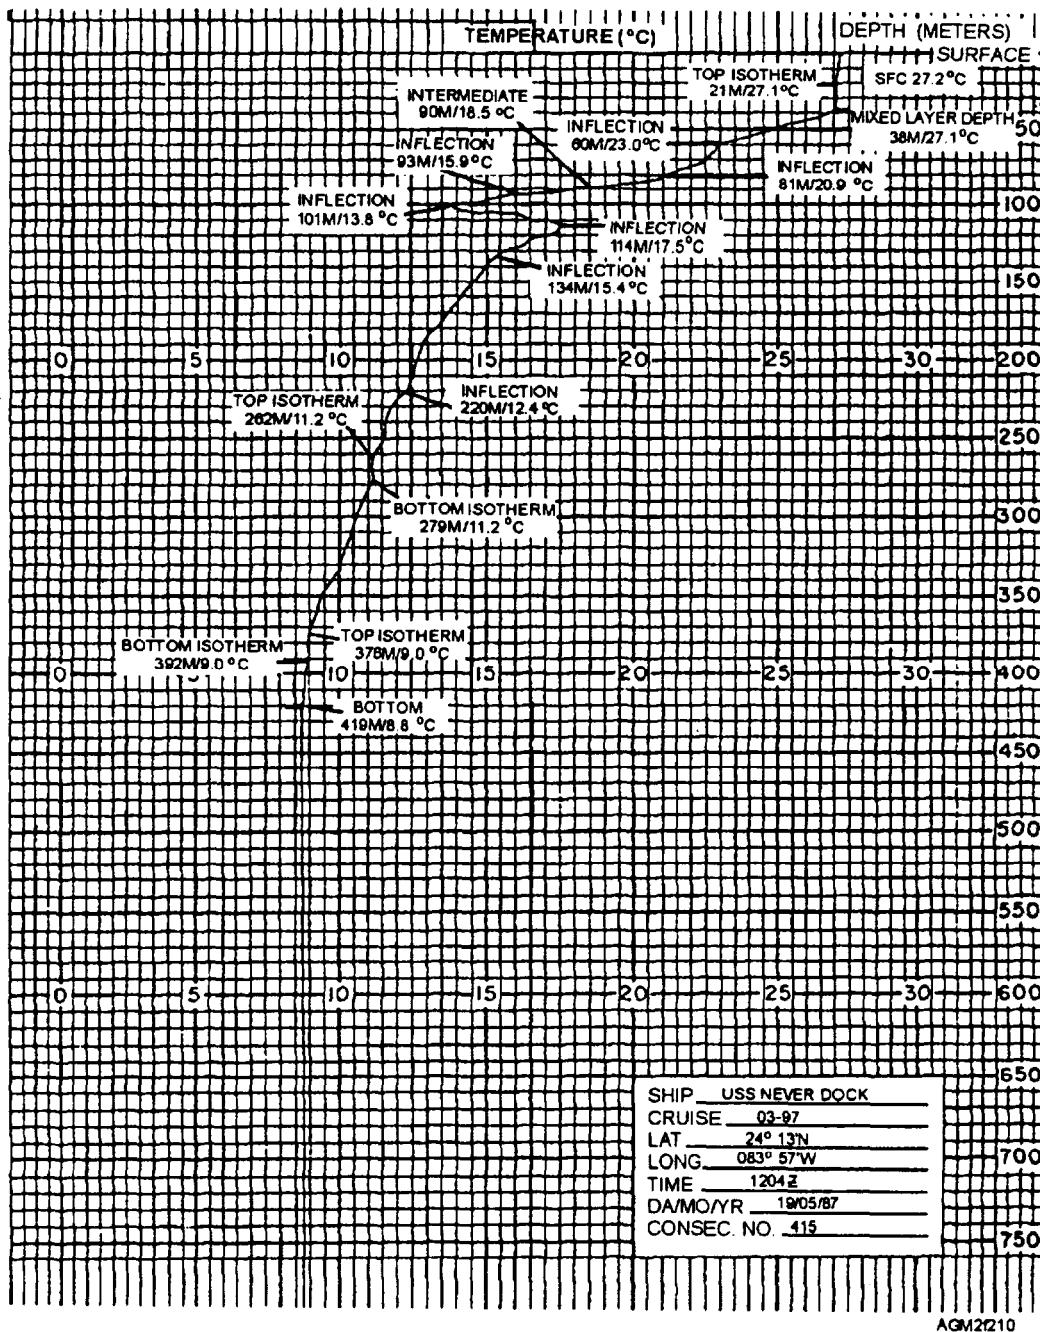 TEMPERATURE (°C)
DEPTH (METERS)
SURFACE
TOP ISOTHERM
21M/27.1°C
SFC 27.2°C
INTERMEDIATE
90M/18.5 °C
MIXED LAYER DEPTH
38M/27.1°C
INFLECTION
60M/23.0°C
50
INFLECTION
93M/15.9°C
INFLECTION
81M/20.9 °C
INFLECTION
101M/13.8 °C
100
INFLECTION
114M/17.5°C
INFLECTION
134M/15.4°C
150
0 5 10 15 20 25 30 200
TOP ISOTHERM
262M/11.2 °C
INFLECTION
220M/12.4°C
250
BOTTOM ISOTHERM
279M/11.2 °C
300
350
TOP ISOTHERM
376M/9.0 °C
BOTTOM ISOTHERM
392M/9.0 °C
0 5 10 15 20 25 30 400
BOTTOM
419M/8.8 °C
450
500
550
0 5 10 15 20 25 30 600
650
SHIP USS NEVER DOCK
CRUISE 03-97
LAT 24° 13'N
LONG 083° 57'W
700
TIME 1204Z
DA/MO/YR 19/05/87
CONSEC. NO. 415
750
AGM2f210